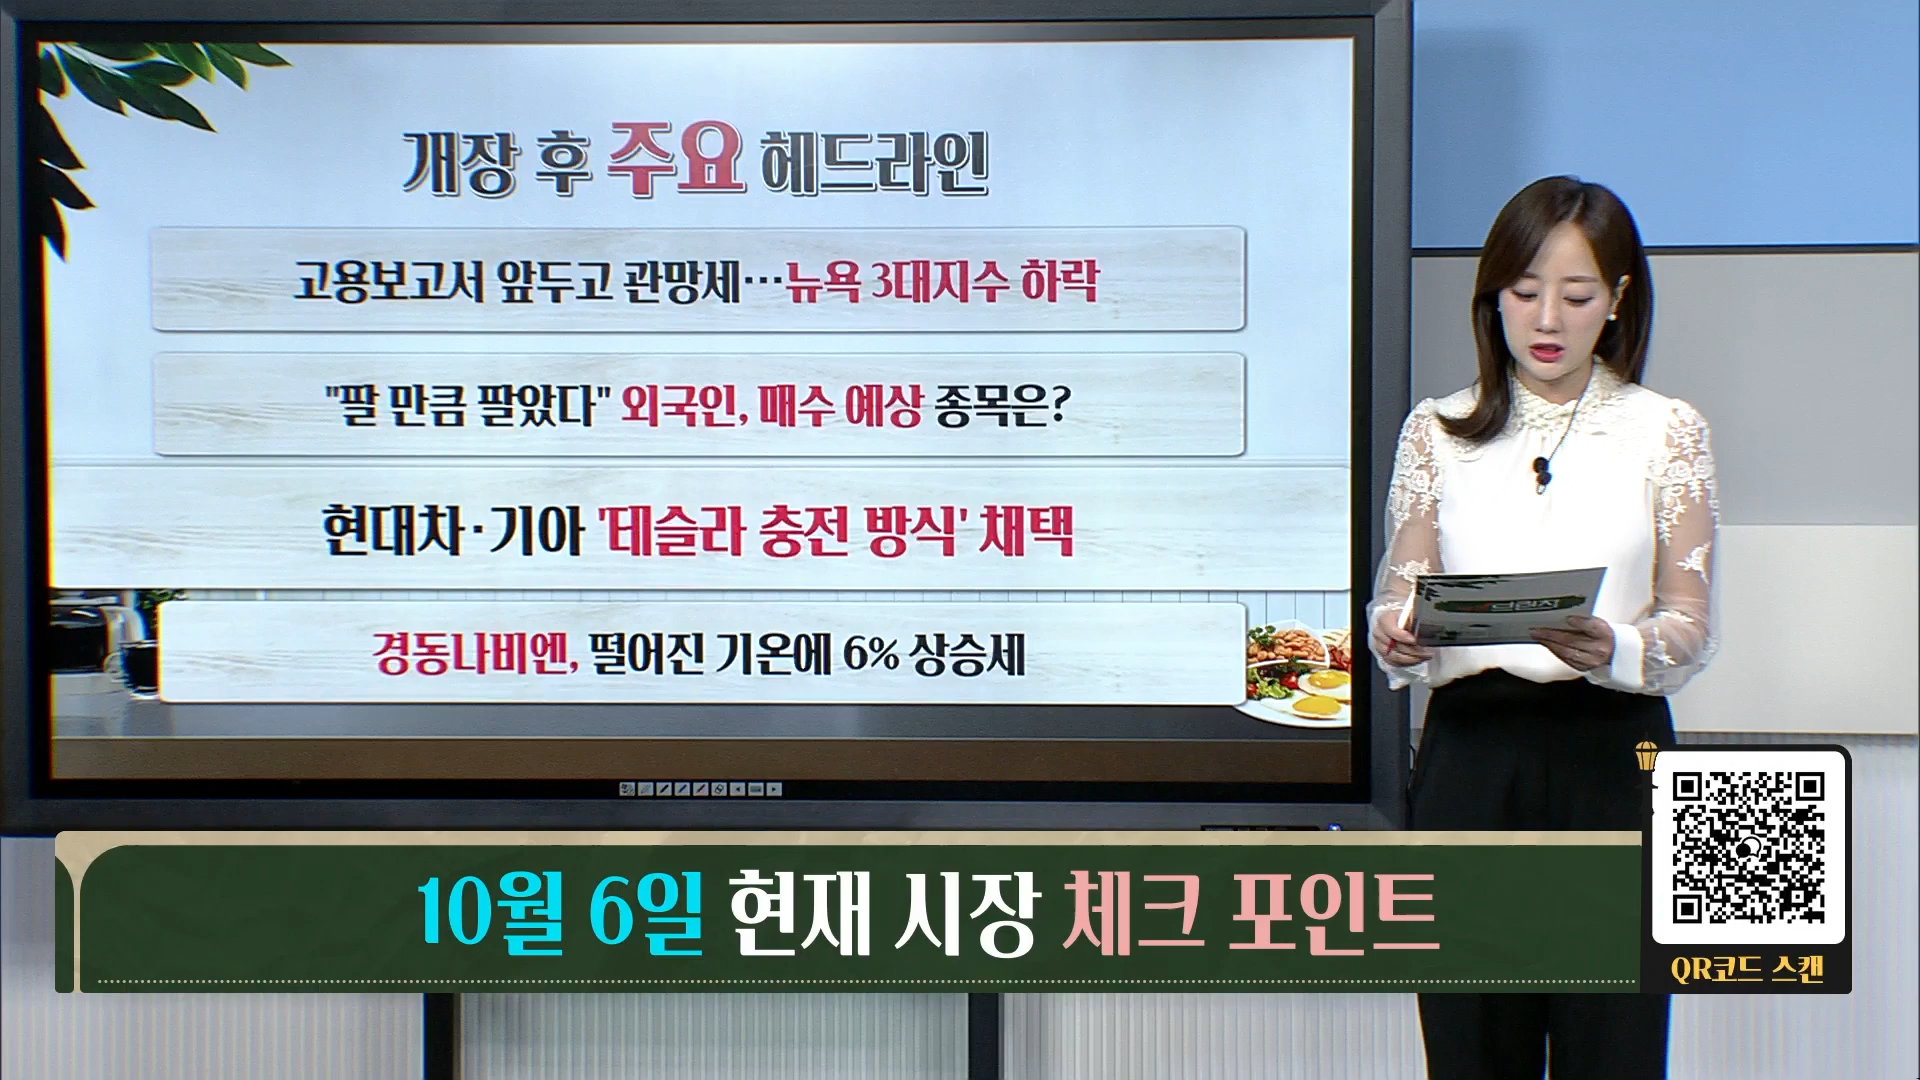 개장 후 주요 헤드라인
고용보고서 앞두고 관망세…뉴욕 3대지수 하락
"팔 만큼 팔았다" 외국인, 매수 예상 종목은?
현대차·기아 '테슬라 충전 방식' 채택
경동나비엔, 떨어진 기온에 6% 상승세
10월 6일 현재 시장 체크 포인트
QR코드 스캔